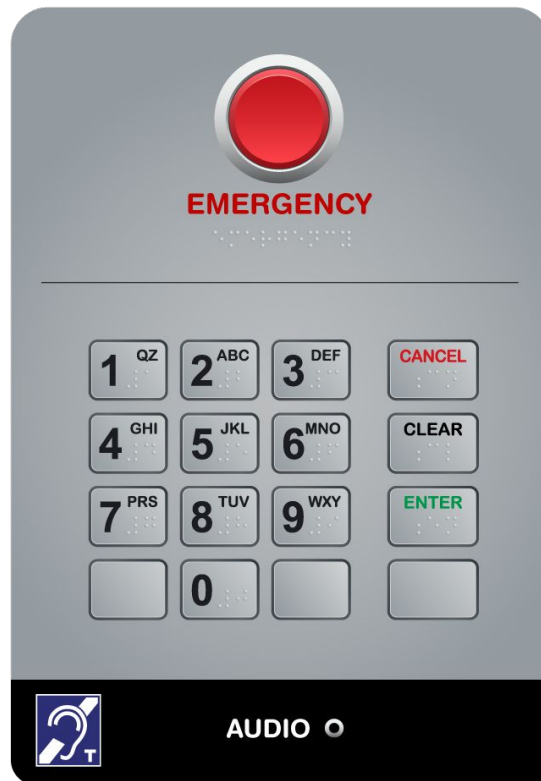 EMERGENCY
1 QZ 2 ABC 3 DEF CANCEL
4 GHI 5 JKL 6 MNO CLEAR
7 PRS 8 TUV 9 WXY ENTER
0
T AUDIO